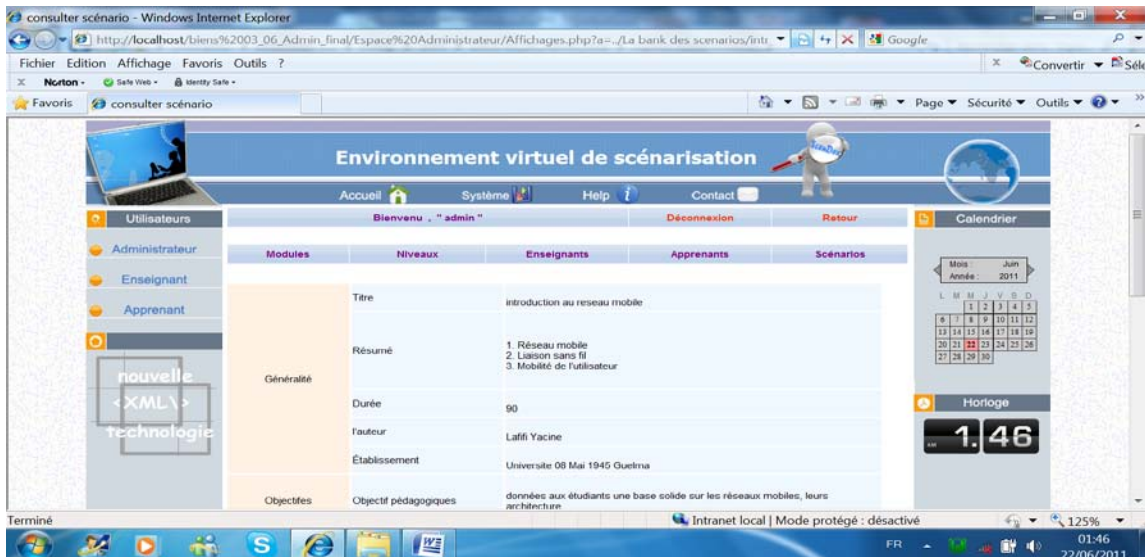 consulter scénario - Windows Internet Explorer
http://localhost/biens%2003_06_Admin_final/Espace%20Administrateur/Affichages.php?a=../La bank des scenarios/intr
Google
Fichier Edition Affichage Favoris Outils ?
Convertir
Norton - Safe Web - Identity Safe -
Favoris consulter scénario
Page Sécurité Outils
Environnement virtuel de scénarisation
Accueil Système Help Contact
Utilisateurs
Bienvenu , " admin " Déconnexion Retour
Calendrier
Administrateur
Enseignant
Apprenant
Modules Niveaux Enseignants Apprenants Scénarios
Mois : Juin
Année : 2011
L M M J V S D
1 2 3 4 5
6 7 8 9 10 11 12
13 14 15 16 17 18 19
20 21 22 23 24 25 26
27 28 29 30
nouvelle
<XML\>
technologie
Généralité
Titre introduction au reseau mobile
Résumé
1. Réseau mobile
2. Liaison sans fil
3. Mobilité de l'utilisateur
Durée 90
l'auteur Lafifi Yacine
Établissement Universite 08 Mai 1945 Guelma
Horloge
AM 1.46
Objectifes Objectif pédagogiques données aux étudiants une base solide sur les réseaux mobiles, leurs
architecture
Terminé Intranet local | Mode protégé : désactivé 125%
FR 01:46
22/06/2011